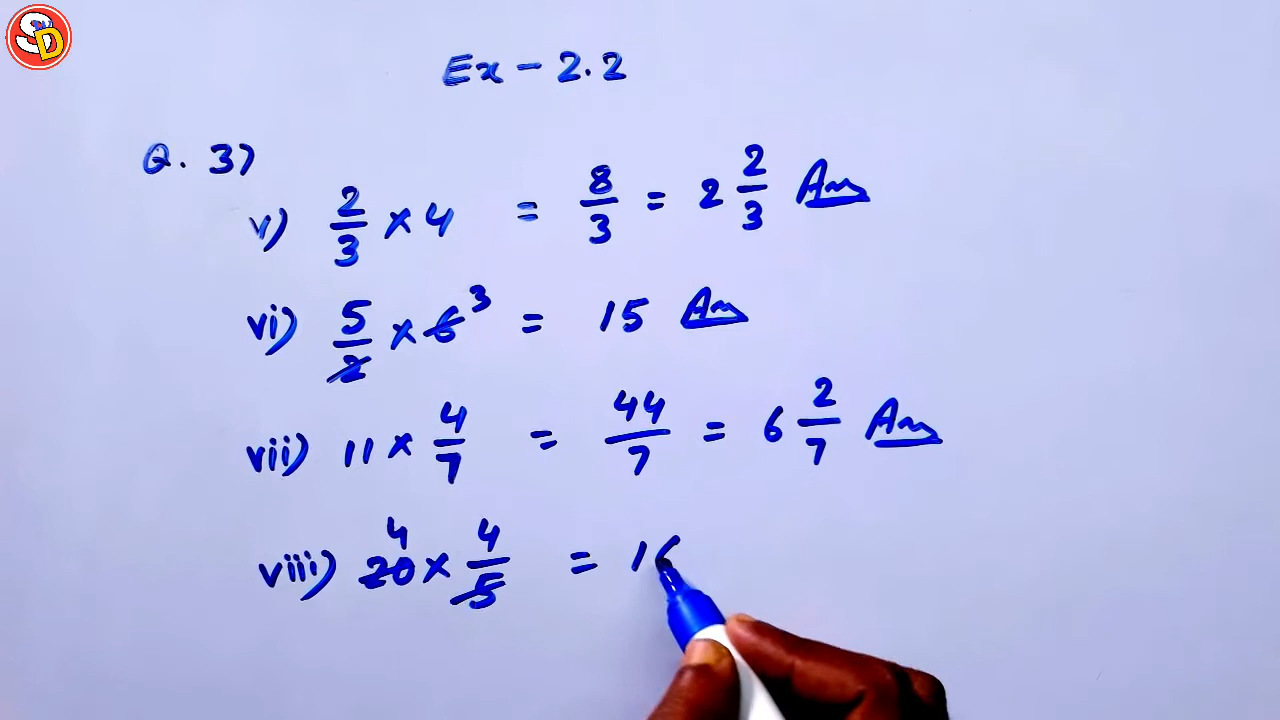 SD
Ex - 2.2
Q. 3)
v) 2/3 × 4 = 8/3 = 2 2/3 Ans
vi) 5/2 × 6 3 = 15 Ans
vii) 11 × 4/7 = 44/7 = 6 2/7 Ans
viii) 4 20 × 4/5 = 16